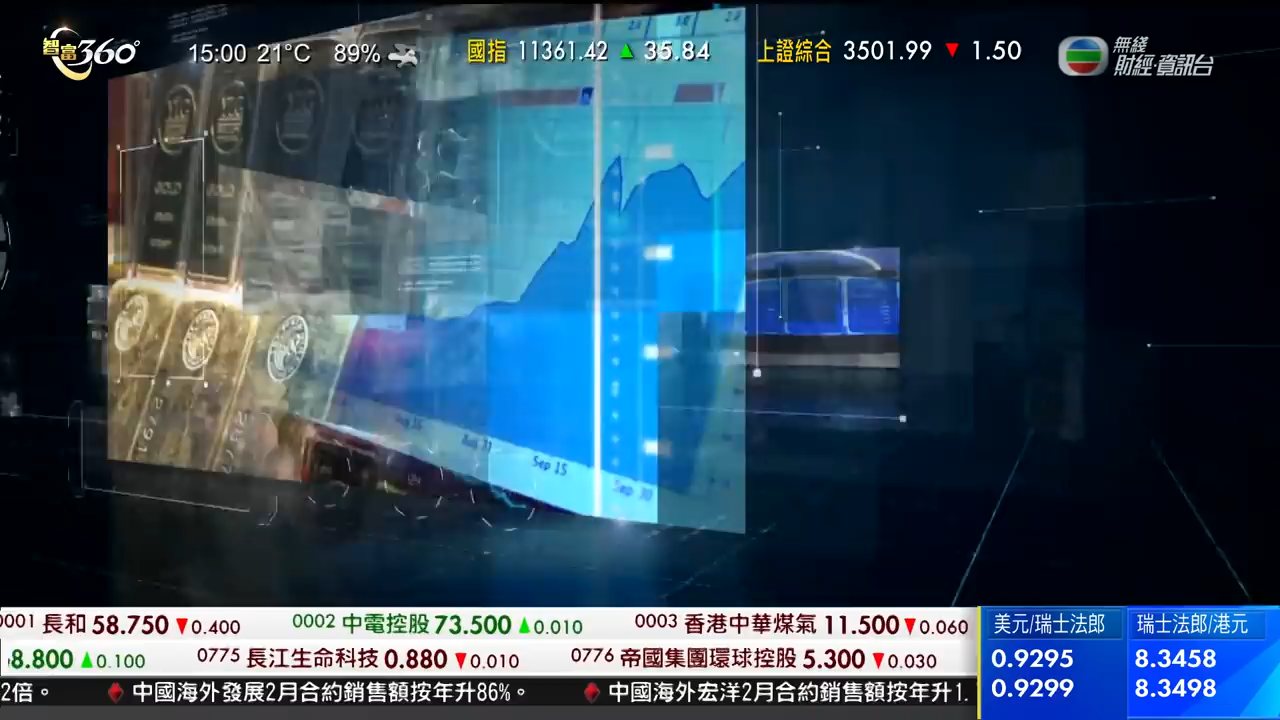 智富360°
15:00 21°C 89%
國指 11361.42 ▲ 35.84
上證綜合 3501.99 ▼ 1.50
無綫
財經·資訊台
GOLD GOLD
Aug 31
Sep 15
Sep 30
0001 長和 58.750 ▼ 0.400 0002 中電控股 73.500 ▲ 0.010 0003 香港中華煤氣 11.500 ▼ 0.060
8.800 ▲ 0.100 0775 長江生命科技 0.880 ▼ 0.010 0776 帝國集團環球控股 5.300 ▼ 0.030
2倍。 中國海外發展2月合約銷售額按年升86%。 中國海外宏洋2月合約銷售額按年升1.
美元/瑞士法郎
0.9295
0.9299
瑞士法郎/港元
8.3458
8.3498